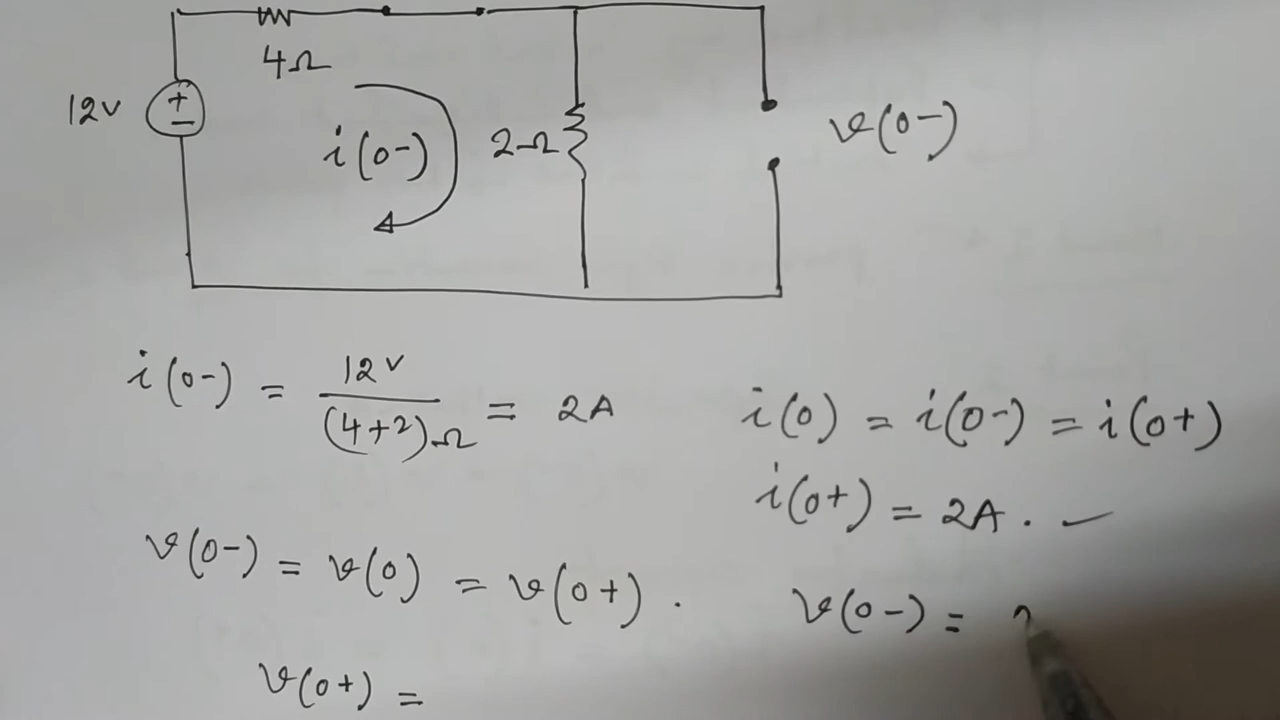 4Ω
12V
+
−
i(0-)
2Ω
v(0-)
i(0-) = 12V / (4+2)Ω = 2A
i(0) = i(0-) = i(0+)
i(0+) = 2A.
v(0-) = v(0) = v(0+).
v(0-) =
v(0+) =